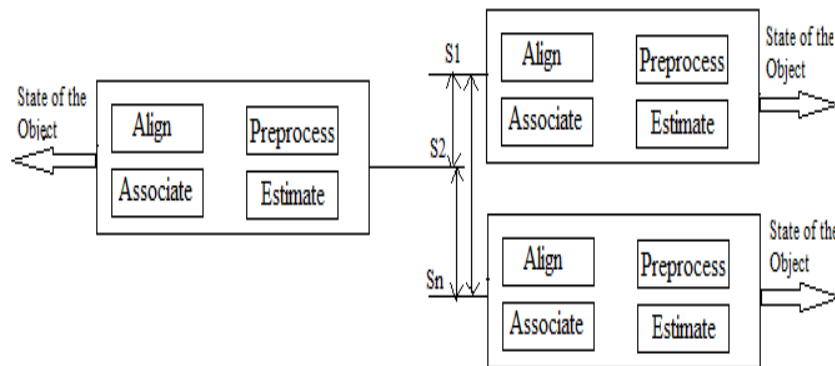 State of the
Object
Align
Preprocess
Associate
Estimate
S1
S2
Sn
Align
Preprocess
Associate
Estimate
State of the
Object
Align
Preprocess
Associate
Estimate
State of the
Object